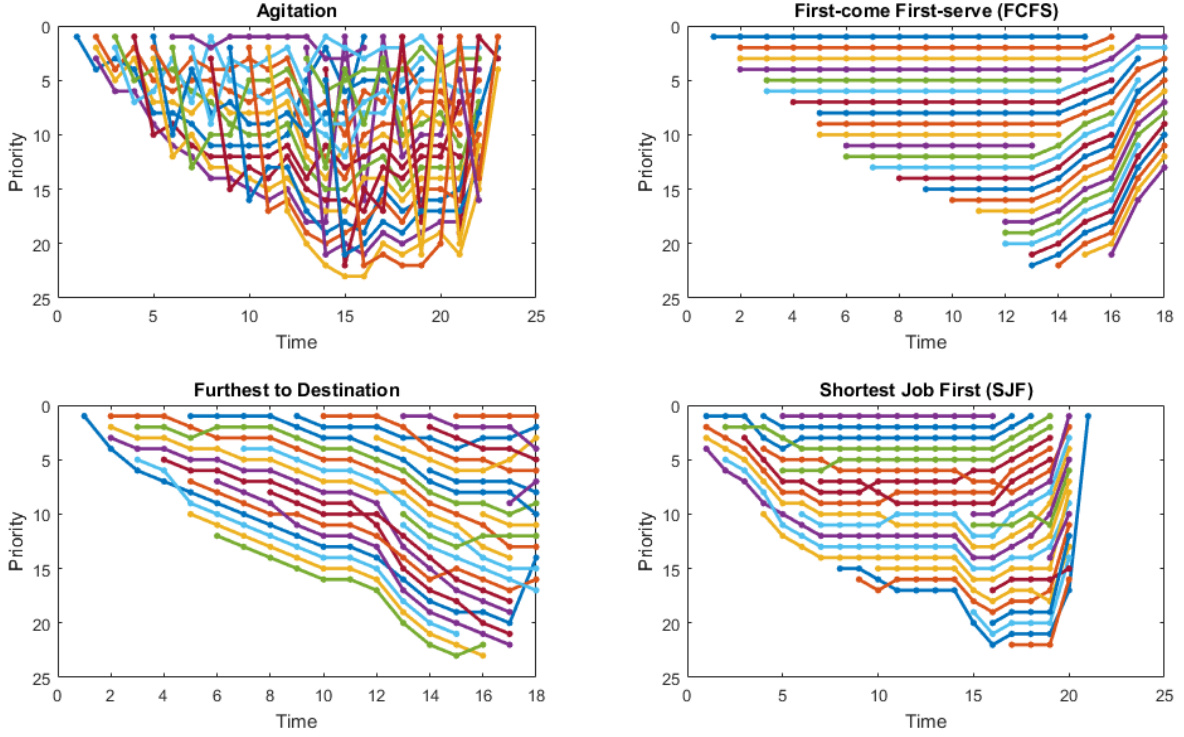 Agitation
0
5
10
15
20
25
Priority
0 5 10 15 20 25
Time
First-come First-serve (FCFS)
0
5
10
15
20
25
Priority
0 2 4 6 8 10 12 14 16 18
Time
Furthest to Destination
0
5
10
15
20
25
Priority
0 2 4 6 8 10 12 14 16 18
Time
Shortest Job First (SJF)
0
5
10
15
20
25
Priority
0 5 10 15 20 25
Time